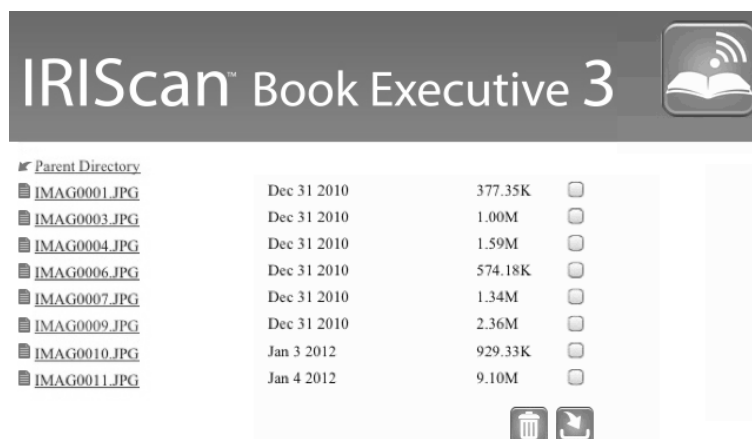 IRIScan™ Book Executive 3
Parent Directory
IMAG0001.JPG Dec 31 2010 377.35K
IMAG0003.JPG Dec 31 2010 1.00M
IMAG0004.JPG Dec 31 2010 1.59M
IMAG0006.JPG Dec 31 2010 574.18K
IMAG0007.JPG Dec 31 2010 1.34M
IMAG0009.JPG Dec 31 2010 2.36M
IMAG0010.JPG Jan 3 2012 929.33K
IMAG0011.JPG Jan 4 2012 9.10M